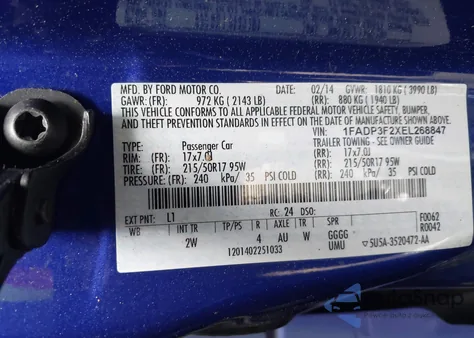 MFD. BY FORD MOTOR CO. 02/14 GVWR: 1810 KG ( 3990 LB)
GAWR: (FR): 972 KG ( 2143 LB) (RR): 880 KG ( 1940 LB)
THIS VEHICLE CONFORMS TO ALL APPLICABLE FEDERAL MOTOR VEHICLE SAFETY, BUMPER,
AND THEFT PREVENTION STANDARDS IN EFFECT ON THE DATE OF MANUFACTURE SHOWN ABOVE.
VIN: 1FADP3F2XEL268847
TYPE: Passenger Car TRAILER TOWING - SEE OWNER GUIDE
RIM: (FR): 17x7.0J (RR): 17x7.0J
TIRE: (FR): 215/50R17 95W (RR): 215/50R17 95W
PRESSURE: (FR): 240 kPa/ 35 PSI COLD (RR): 240 kPa/ 35 PSI COLD
EXT PNT: L1 RC: 24 DSO: F0062
WB INT TR TP/PS R AXLE TR SPR R0042
2W 4 AU W GGGG
UMU
1201402251033 5USA-3520472-AA